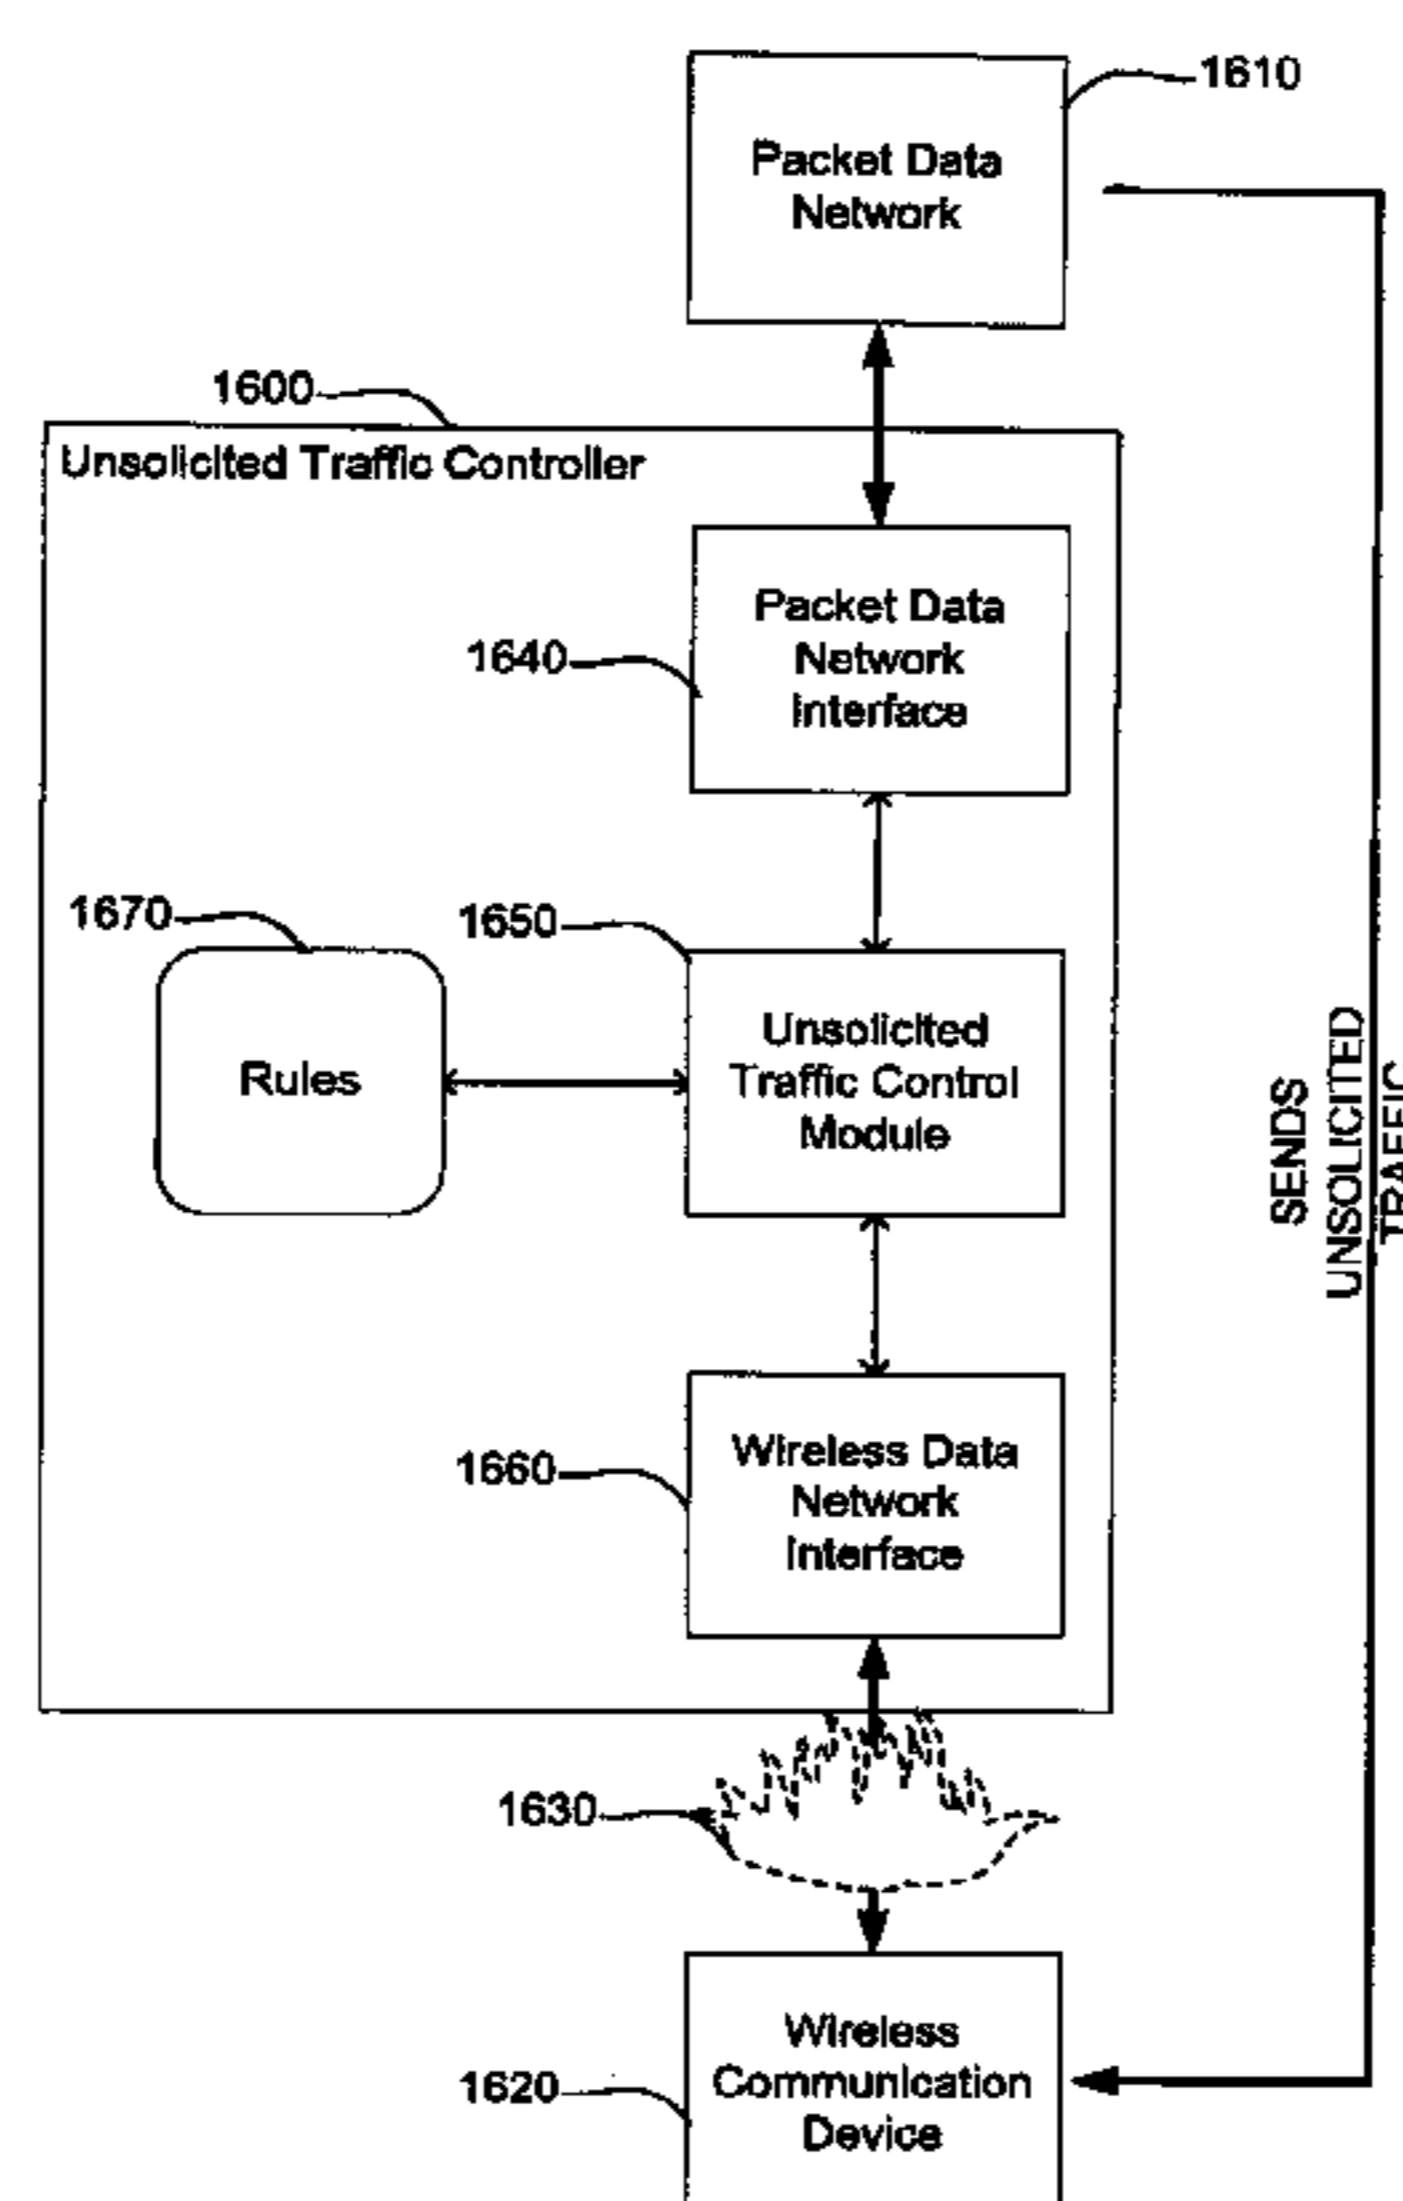 1610
Packet Data
Network
1600
Unsolicited Traffic Controller
Packet Data
Network
Interface
1640
1670
1650
Rules
Unsolicited
Traffic Control
Module
SENDS
UNSOLICITED
TRAFFIC
1660
Wireless Data
Network
Interface
1630
1620
Wireless
Communication
Device